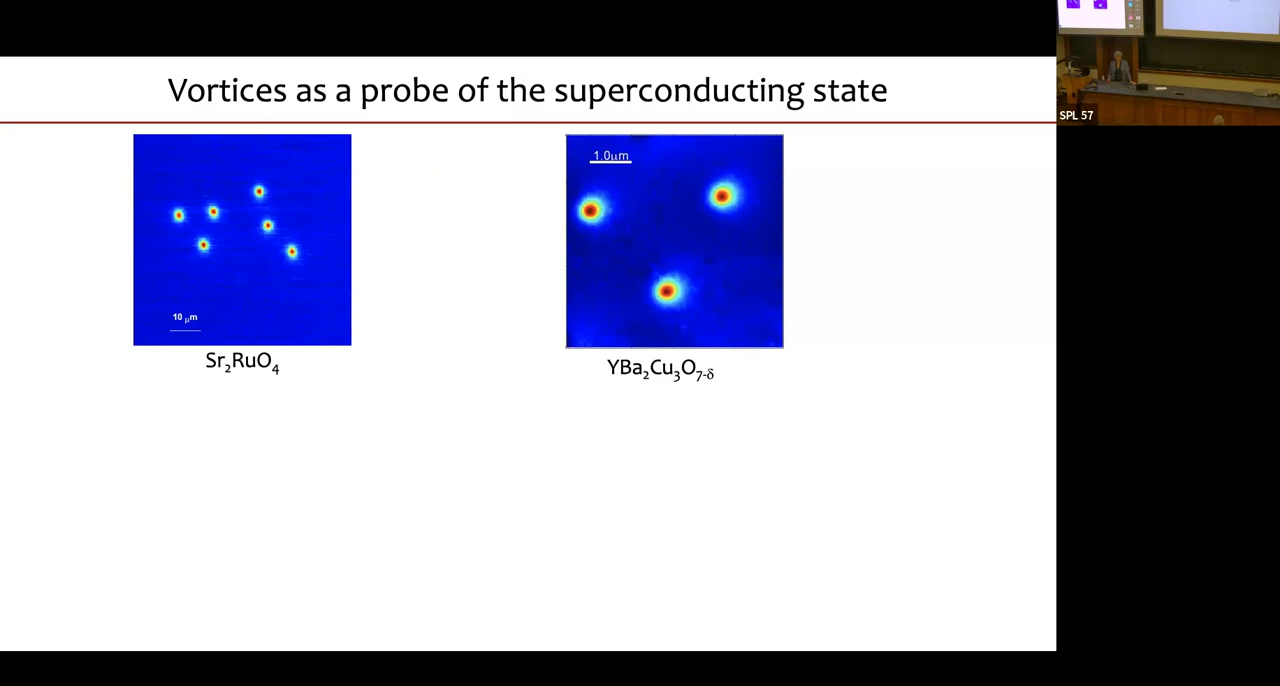 Vortices as a probe of the superconducting state
SPL 57
1.0μm
10 μm
Sr₂RuO₄
YBa₂Cu₃O₇₋δ